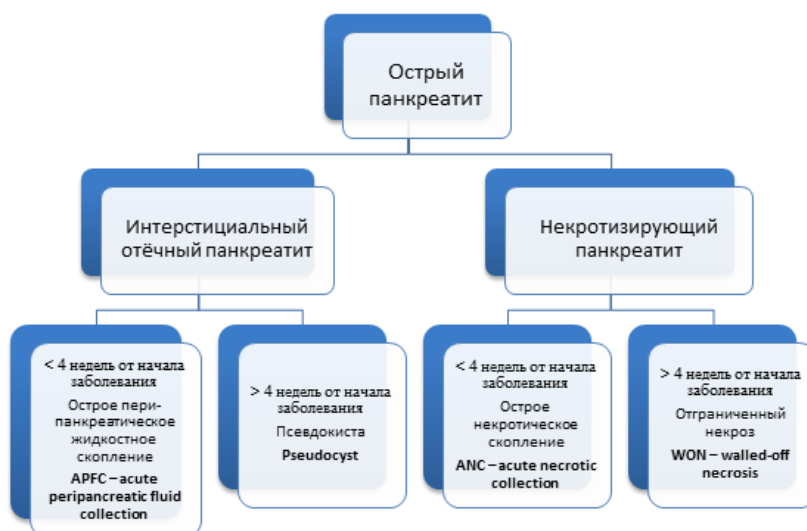 Острый
панкреатит
Интерстициальный
отёчный панкреатит
Некротизирующий
панкреатит
< 4 недель от начала
заболевания
Острое пери-
панкреатическое
жидкостное
скопление
APFC – acute
peripancreatic fluid
collection
> 4 недель от начала
заболевания
Псевдокиста
Pseudocyst
< 4 недель от начала
заболевания
Острое
некротическое
скопление
ANC – acute necrotic
collection
> 4 недель от начала
заболевания
Отграниченный
некроз
WON – walled-off
necrosis